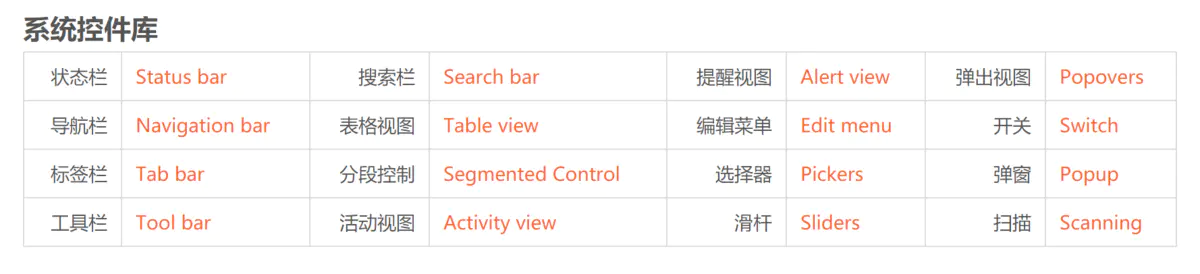 系统控件库
状态栏 Status bar 搜索栏 Search bar 提醒视图 Alert view 弹出视图 Popovers
导航栏 Navigation bar 表格视图 Table view 编辑菜单 Edit menu 开关 Switch
标签栏 Tab bar 分段控制 Segmented Control 选择器 Pickers 弹窗 Popup
工具栏 Tool bar 活动视图 Activity view 滑杆 Sliders 扫描 Scanning